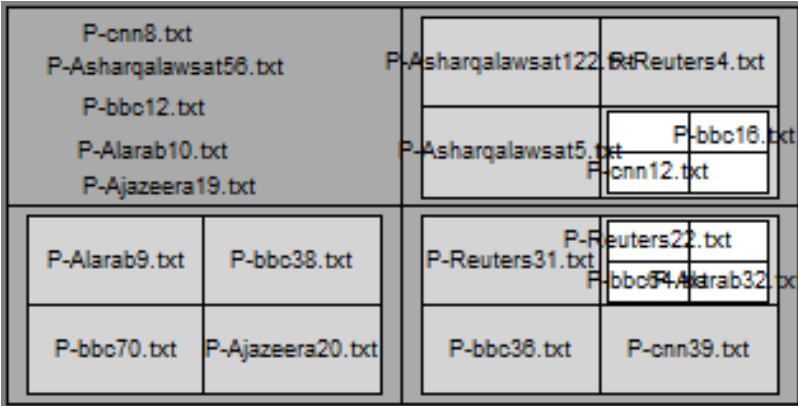 P-cnn8.txt
P-Asharqalawsat56.txt
P-bbc12.txt
P-Alarab10.txt
P-Ajazeera19.txt
P-Asharqalawsat122.txt
P-Reuters4.txt
P-Asharqalawsat5.txt
P-bbc16.txt
P-cnn12.txt
P-Alarab9.txt
P-bbc38.txt
P-bbc70.txt
P-Ajazeera20.txt
P-Reuters31.txt
P-Reuters22.txt
P-bbc64.txt
P-Alarab32.txt
P-bbc36.txt
P-cnn39.txt